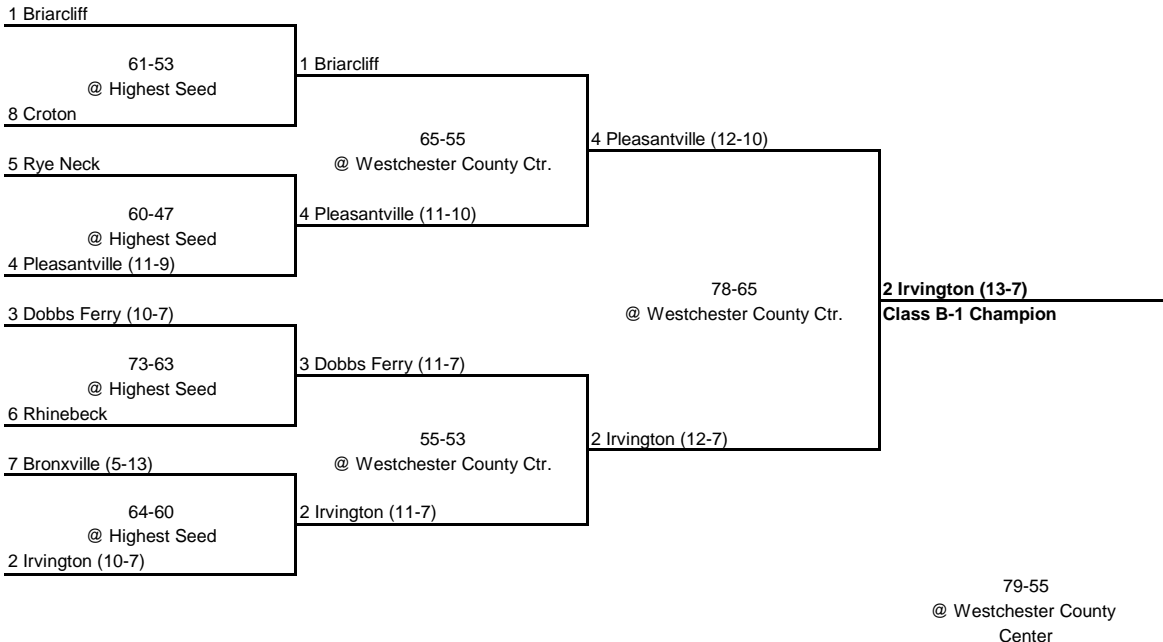 1 Briarcliff
61-53
@ Highest Seed
1 Briarcliff
8 Croton
65-55
@ Westchester County Ctr.
4 Pleasantville (12-10)
5 Rye Neck
60-47
@ Highest Seed
4 Pleasantville (11-10)
4 Pleasantville (11-9)
78-65
@ Westchester County Ctr.
2 Irvington (13-7)
Class B-1 Champion
3 Dobbs Ferry (10-7)
73-63
@ Highest Seed
3 Dobbs Ferry (11-7)
6 Rhinebeck
55-53
@ Westchester County Ctr.
2 Irvington (12-7)
7 Bronxville (5-13)
64-60
@ Highest Seed
2 Irvington (11-7)
2 Irvington (10-7)
79-55
@ Westchester County
Center